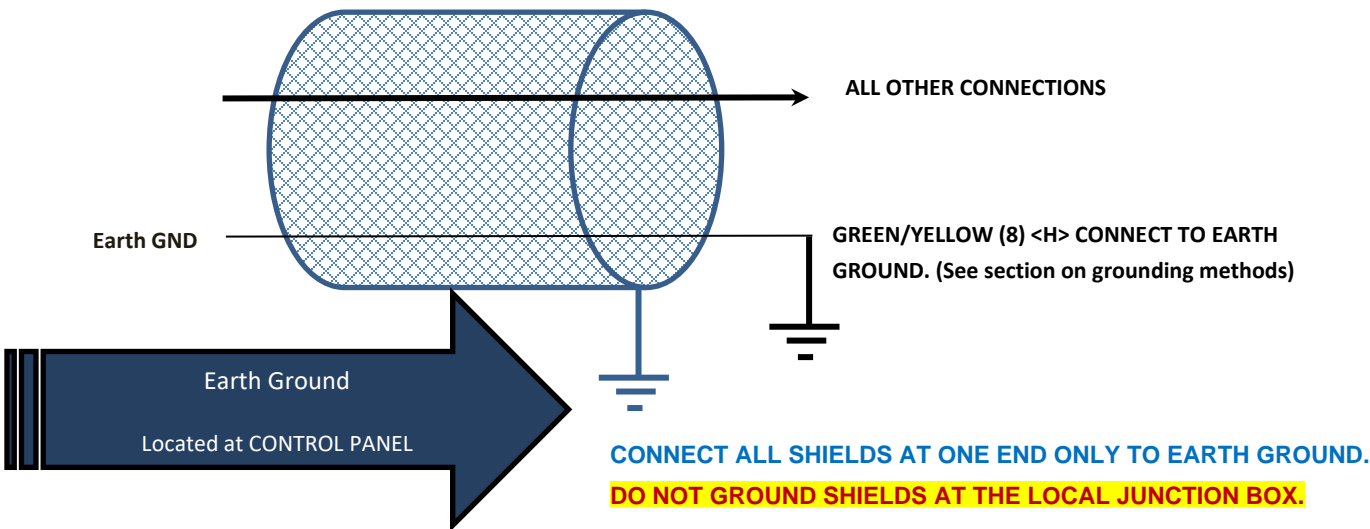 ALL OTHER CONNECTIONS
Earth GND
GREEN/YELLOW (8) <H> CONNECT TO EARTH
GROUND. (See section on grounding methods)
Earth Ground
Located at CONTROL PANEL
CONNECT ALL SHIELDS AT ONE END ONLY TO EARTH GROUND.
DO NOT GROUND SHIELDS AT THE LOCAL JUNCTION BOX.